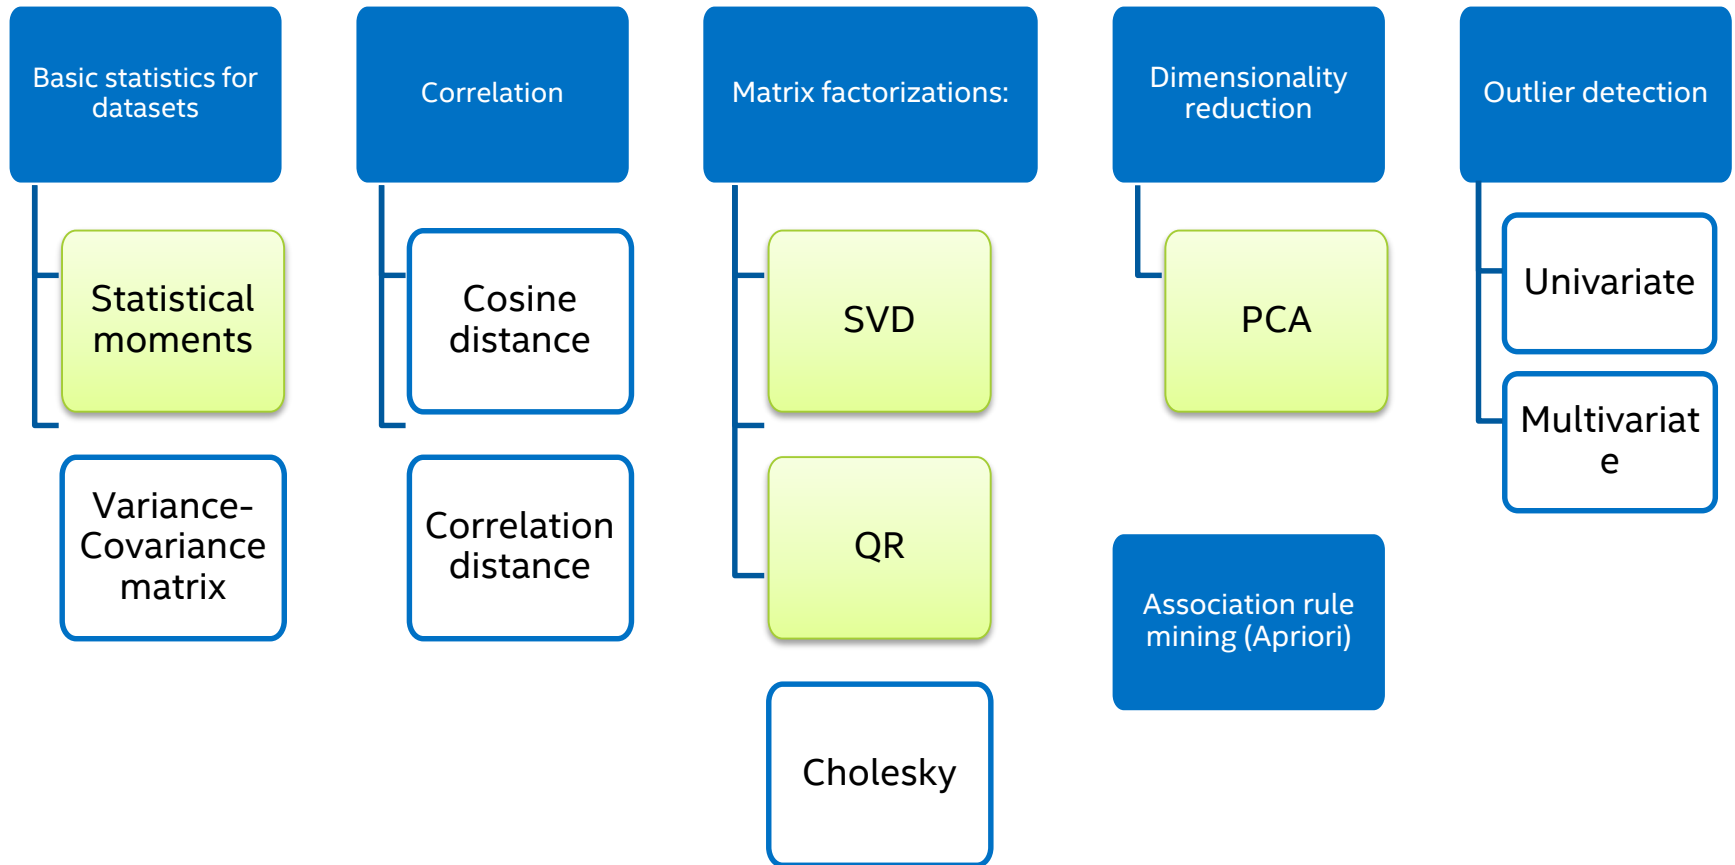 Basic statistics for
datasets
Statistical
moments
Variance-
Covariance
matrix
Correlation
Cosine
distance
Correlation
distance
Matrix factorizations:
SVD
QR
Cholesky
Dimensionality
reduction
PCA
Association rule
mining (Apriori)
Outlier detection
Univariate
Multivariat
e